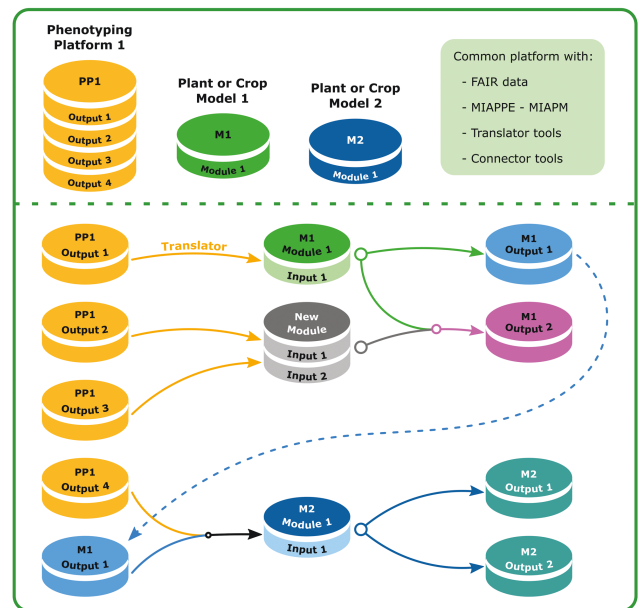 Phenotyping
Platform 1
PP1
Output 1
Output 2
Output 3
Output 4
Plant or Crop
Model 1
M1
Module 1
Plant or Crop
Model 2
M2
Module 1
Common platform with:
- FAIR data
- MIAPPE - MIAPM
- Translator tools
- Connector tools
PP1
Output 1
Translator
M1
Module 1
Input 1
M1
Output 1
PP1
Output 2
New
Module
Input 1
Input 2
M1
Output 2
PP1
Output 3
PP1
Output 4
M2
Module 1
Input 1
M2
Output 1
M1
Output 1
M2
Output 2